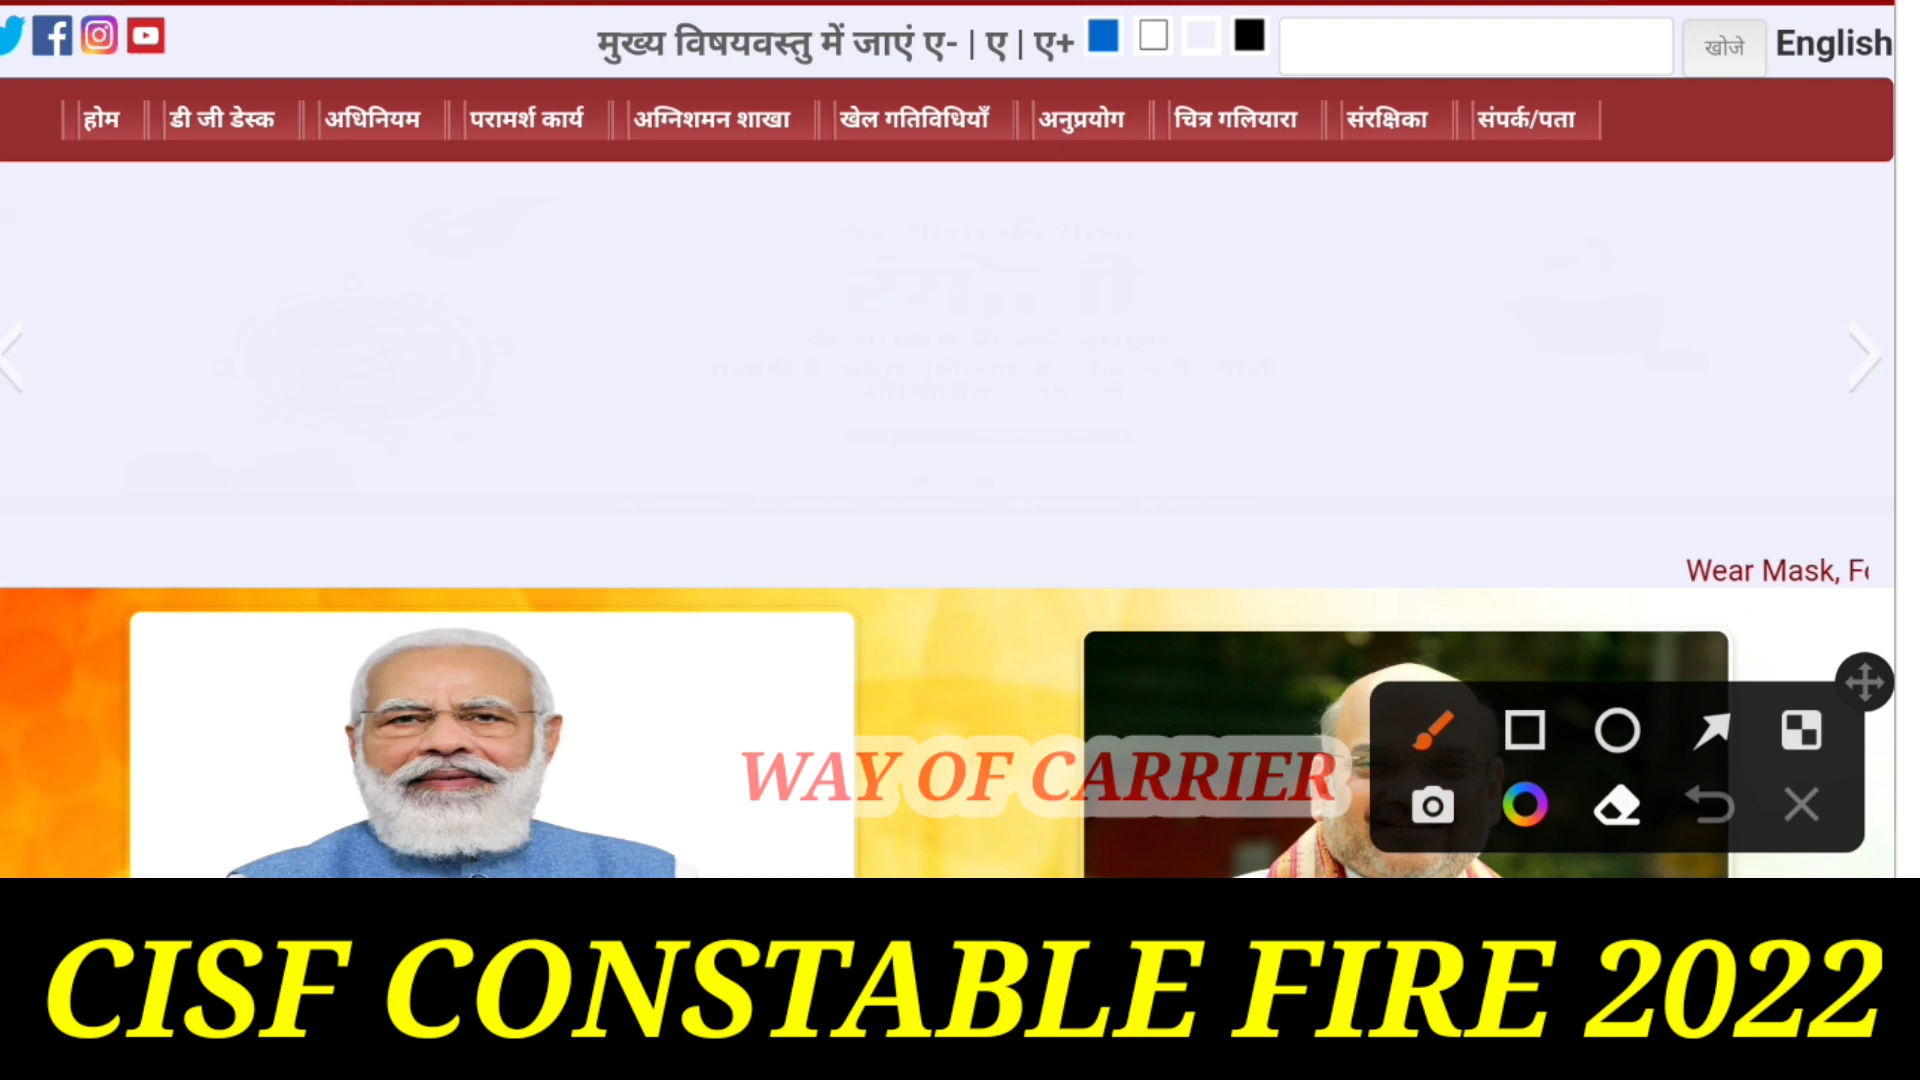 मुख्य विषयवस्तु में जाएं ए- | ए | ए+ खोजे English
होम डी जी डेस्क अधिनियम परामर्श कार्य अग्निशमन शाखा खेल गतिविधियाँ अनुप्रयोग चित्र गलियारा संरक्षिका संपर्क/पता
Wear Mask,
WAY OF CARRIER
CISF CONSTABLE FIRE 2022